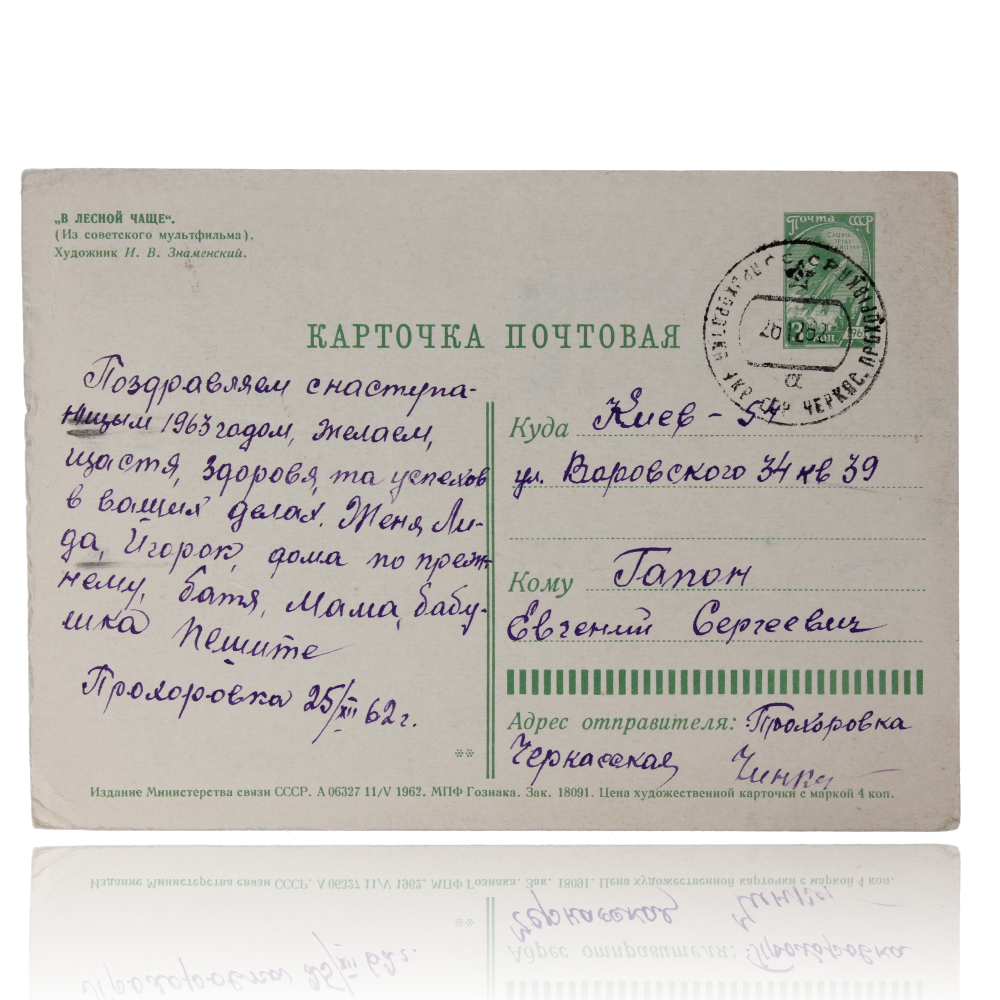 „В ЛЕСНОЙ ЧАЩЕ“.
(Из советского мультфильма).
Художник И. В. Знаменский.
Почта СССР
КАРТОЧКА ПОЧТОВАЯ
Поздравляем с наступа-
ющым 1963 годом, желаем,
щастя, здоровя, та успехов
в ваших делах. Женя Ли-
да, Игорок, дома по преж-
нему, батя, Мама, бабу-
шка Пешите
Прохоровка 25/XII 62 г.
**
Куда Киев – 54
ул. Воровского 34 кв 39
Кому Гапон
Евгений Сергеевич
Адрес отправителя: Прохоровка
Черкасская
Издание Министерства связи СССР. А 06327 11/V 1962. МПФ Гознака. Зак. 18091. Цена художественной карточки с маркой 4 коп.